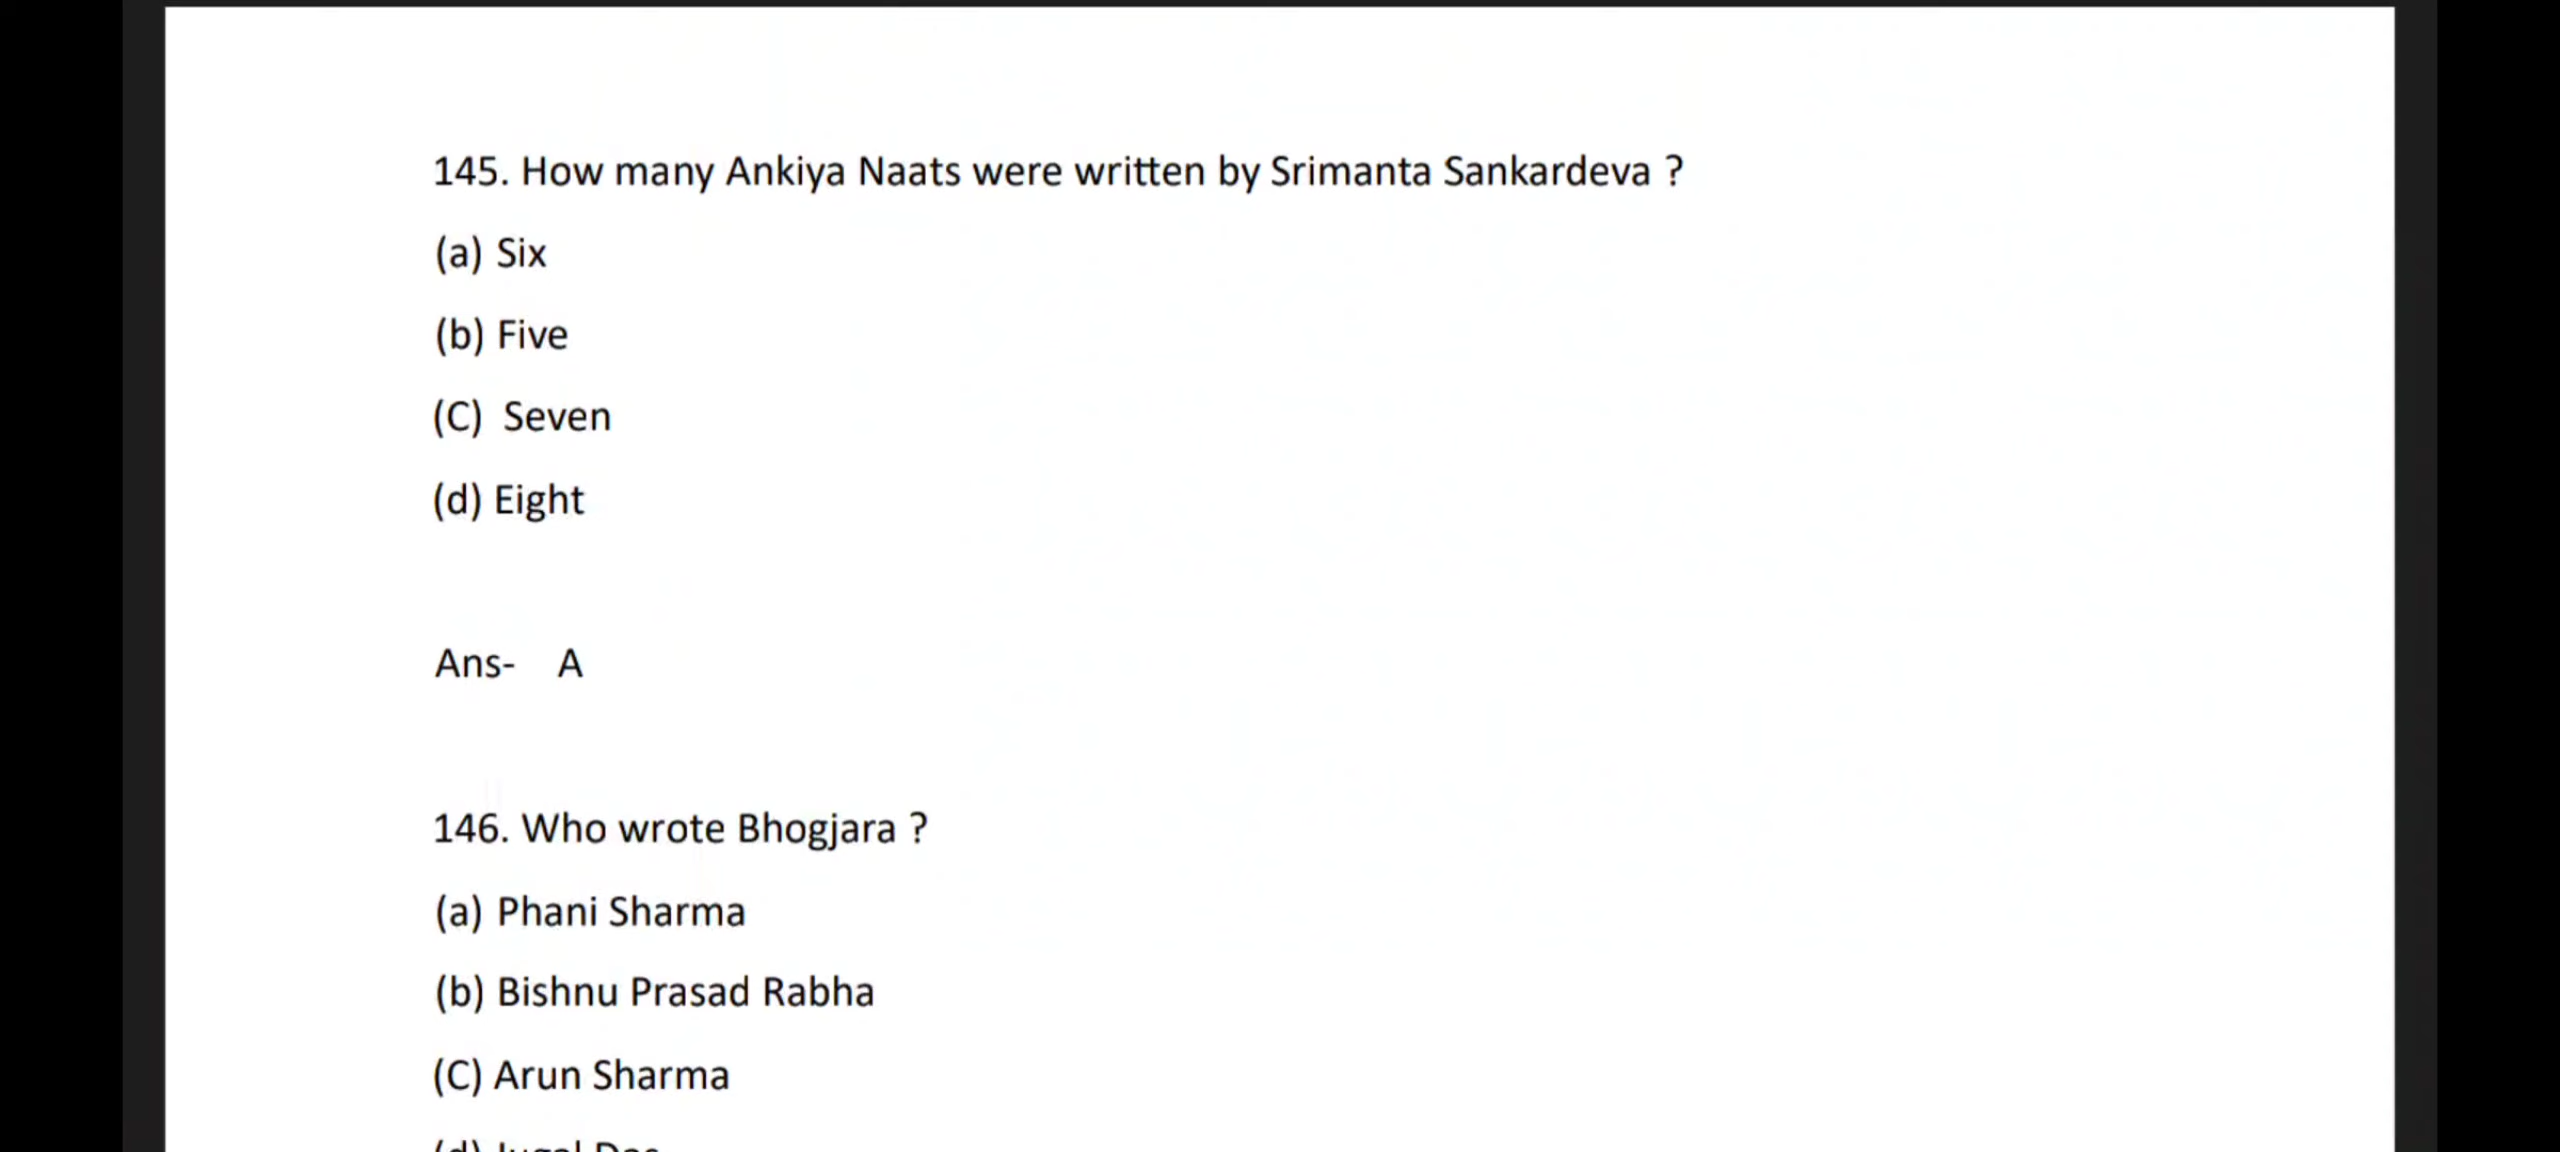 145. How many Ankiya Naats were written by Srimanta Sankardeva ?
(a) Six
(b) Five
(C) Seven
(d) Eight
Ans- A
146. Who wrote Bhogjara ?
(a) Phani Sharma
(b) Bishnu Prasad Rabha
(C) Arun Sharma